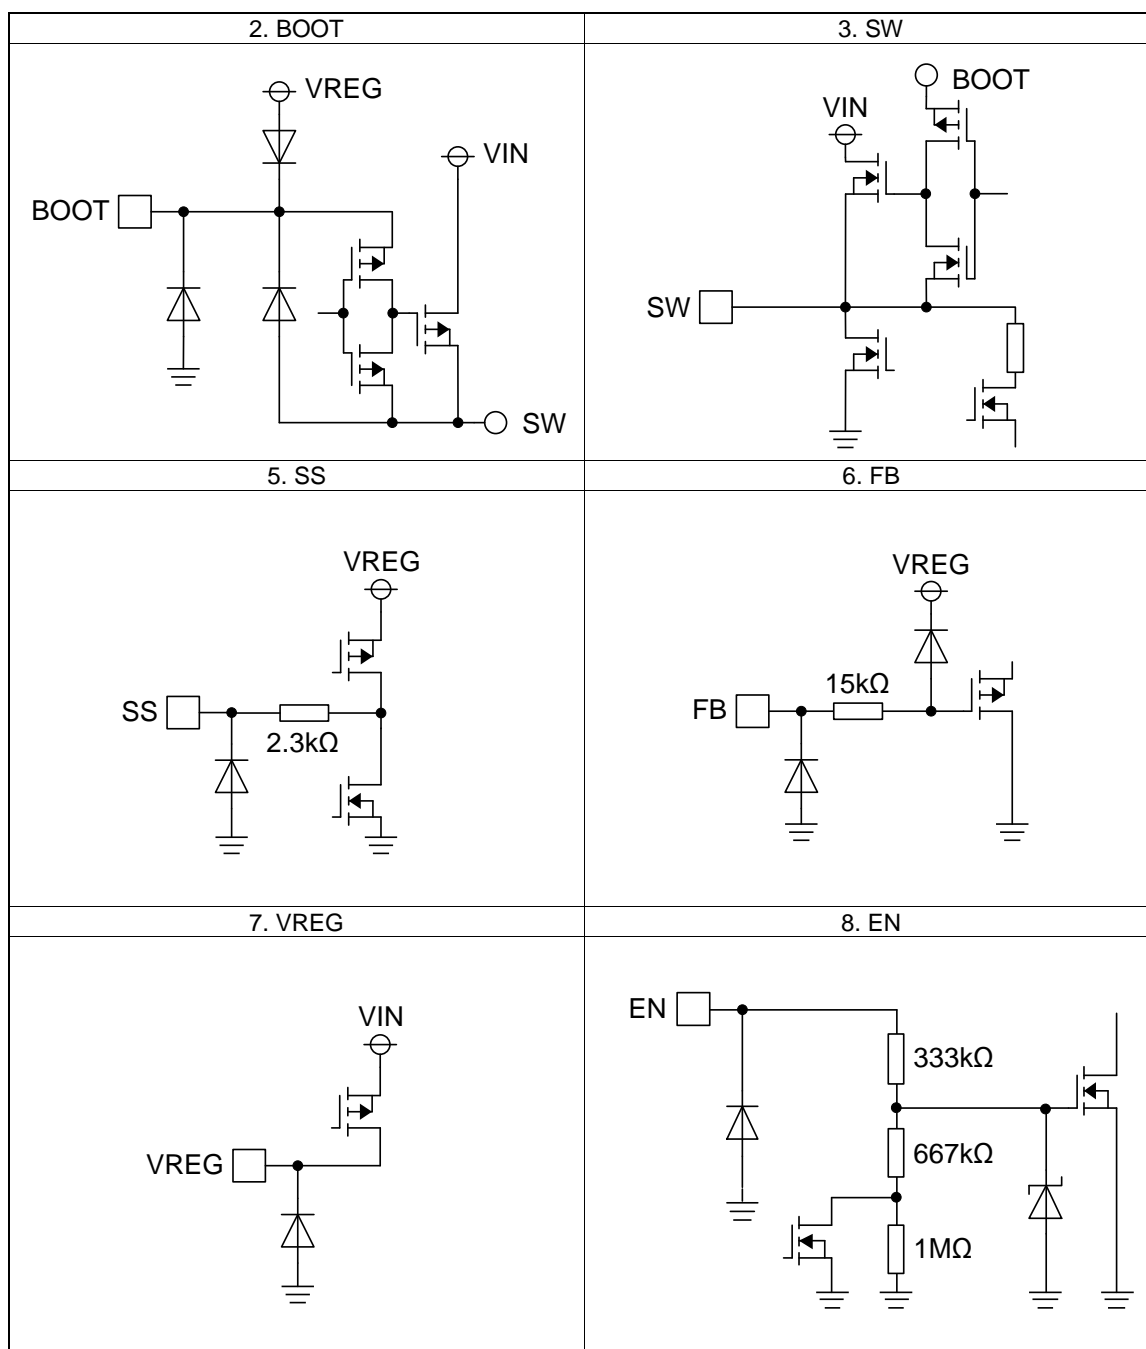 2. BOOT
3. SW
VREG
VIN
BOOT
SW
BOOT
VIN
SW
5. SS
6. FB
VREG
SS
2.3kΩ
VREG
15kΩ
FB
7. VREG
8. EN
VIN
VREG
EN
333kΩ
667kΩ
1MΩ